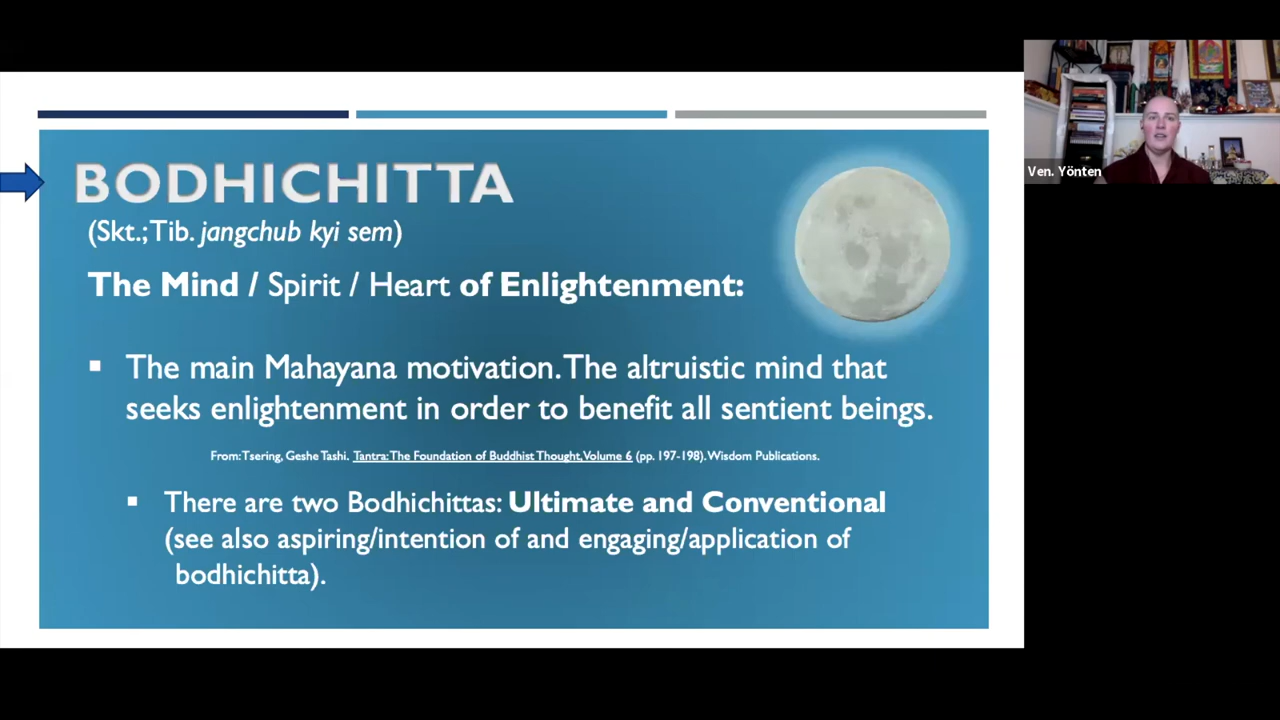 BODHICHITTA
(Skt.; Tib. jangchub kyi sem)
The Mind / Spirit / Heart of Enlightenment:
▪ The main Mahayana motivation. The altruistic mind that
seeks enlightenment in order to benefit all sentient beings.
From: Tsering, Geshe Tashi. Tantra: The Foundation of Buddhist Thought, Volume 6 (pp. 197-198). Wisdom Publications.
▪ There are two Bodhichittas: Ultimate and Conventional
(see also aspiring/intention of and engaging/application of
bodhichitta).
Ven. Yönten